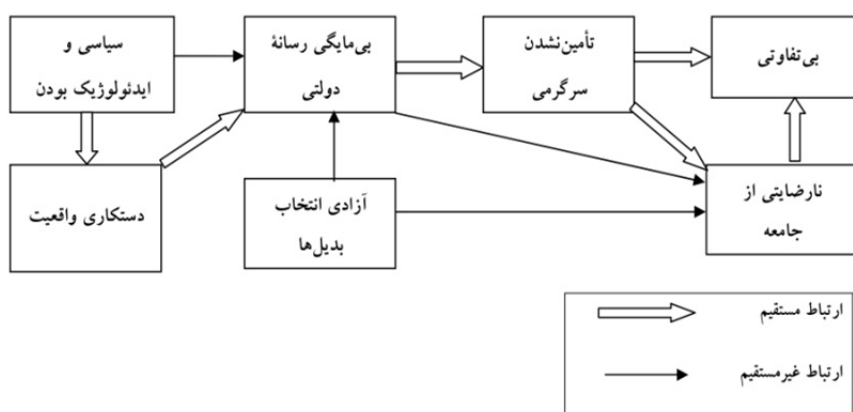 سیاسی و
ایدئولوژیک بودن
بی‌مایگی رسانهٔ
دولتی
تأمین‌نشدن
سرگرمی
بی‌تفاوتی
دستکاری واقعیت
آزادی انتخاب
بدیل‌ها
نارضایتی از
جامعه
ارتباط مستقیم
ارتباط غیرمستقیم